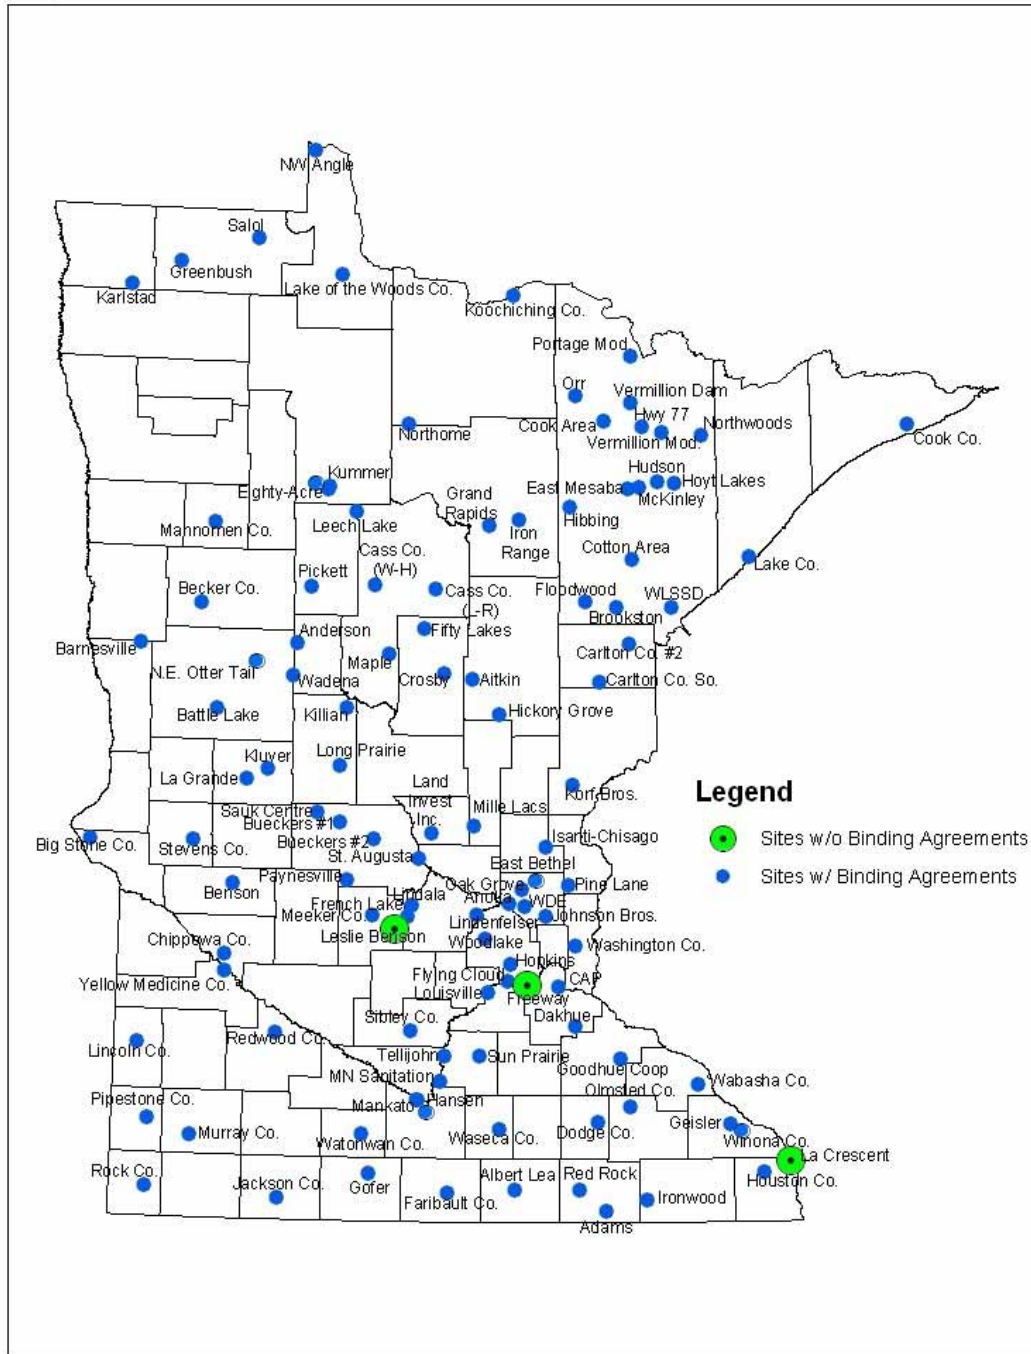 NW Angle
Salol
Greenbush
Karlstad
Lake of the Woods Co.
Koochiching Co.
Portage Mod.
Orr
Vermillion Dam
Hwy 77
Cook Area
Northwoods
Vermillion Mod.
Cook Co.
Northome
Kummer
Eighty-Acre
Hudson
East Mesaba
Hoyt Lakes
McKinley
Grand
Rapids
Iron
Range
Hibbing
Leech Lake
Mannomen Co.
Cotton Area
Cass Co.
(W-H)
Lake Co.
Pickett
Becker Co.
Cass Co.
(L-R)
Floodwood
WLSSD
Brookston
Anderson
Fifty Lakes
Barnesville
Maple
Carlton Co. #2
N.E. Otter Tail
Wadena
Crosby
Aitkin
Carlton Co. So.
Battle Lake
Killian
Hickory Grove
Long Prairie
Kluver
La Grande
Land
Invest
Inc.
Korf Bros.
Legend
Sites w/o Binding Agreements
Sites w/ Binding Agreements
Sauk Centre
Bueckers #1
Mille Lacs
Big Stone Co.
Stevens Co.
Bueckers #2
Isanti-Chisago
St. Augusta
East Bethel
Benson
Paynesville
Oak Grove
Pine Lane
Lindala
Anoka
WDE
French Lake
Meeker Co.
Lindenfelser
Johnson Bros.
Leslie Benson
Woodlake
Chippewa Co.
Washington Co.
Hopkins
Yellow Medicine Co.
Flying Cloud
CAP
Louisville
Freeway
Dakhue
Sibley Co.
Lincoln Co.
Redwood Co.
Tellijohn
Sun Prairie
Goodhue Coop
MN Sanitation
Olmsted Co.
Wabasha Co.
Pipestone Co.
Hansen
Mankato
Geisler
Murray Co.
Watonwan Co.
Waseca Co.
Dodge Co.
Winona Co.
La Crescent
Rock Co.
Jackson Co.
Gofer
Albert Lea
Red Rock
Houston Co.
Faribault Co.
Ironwood
Adams